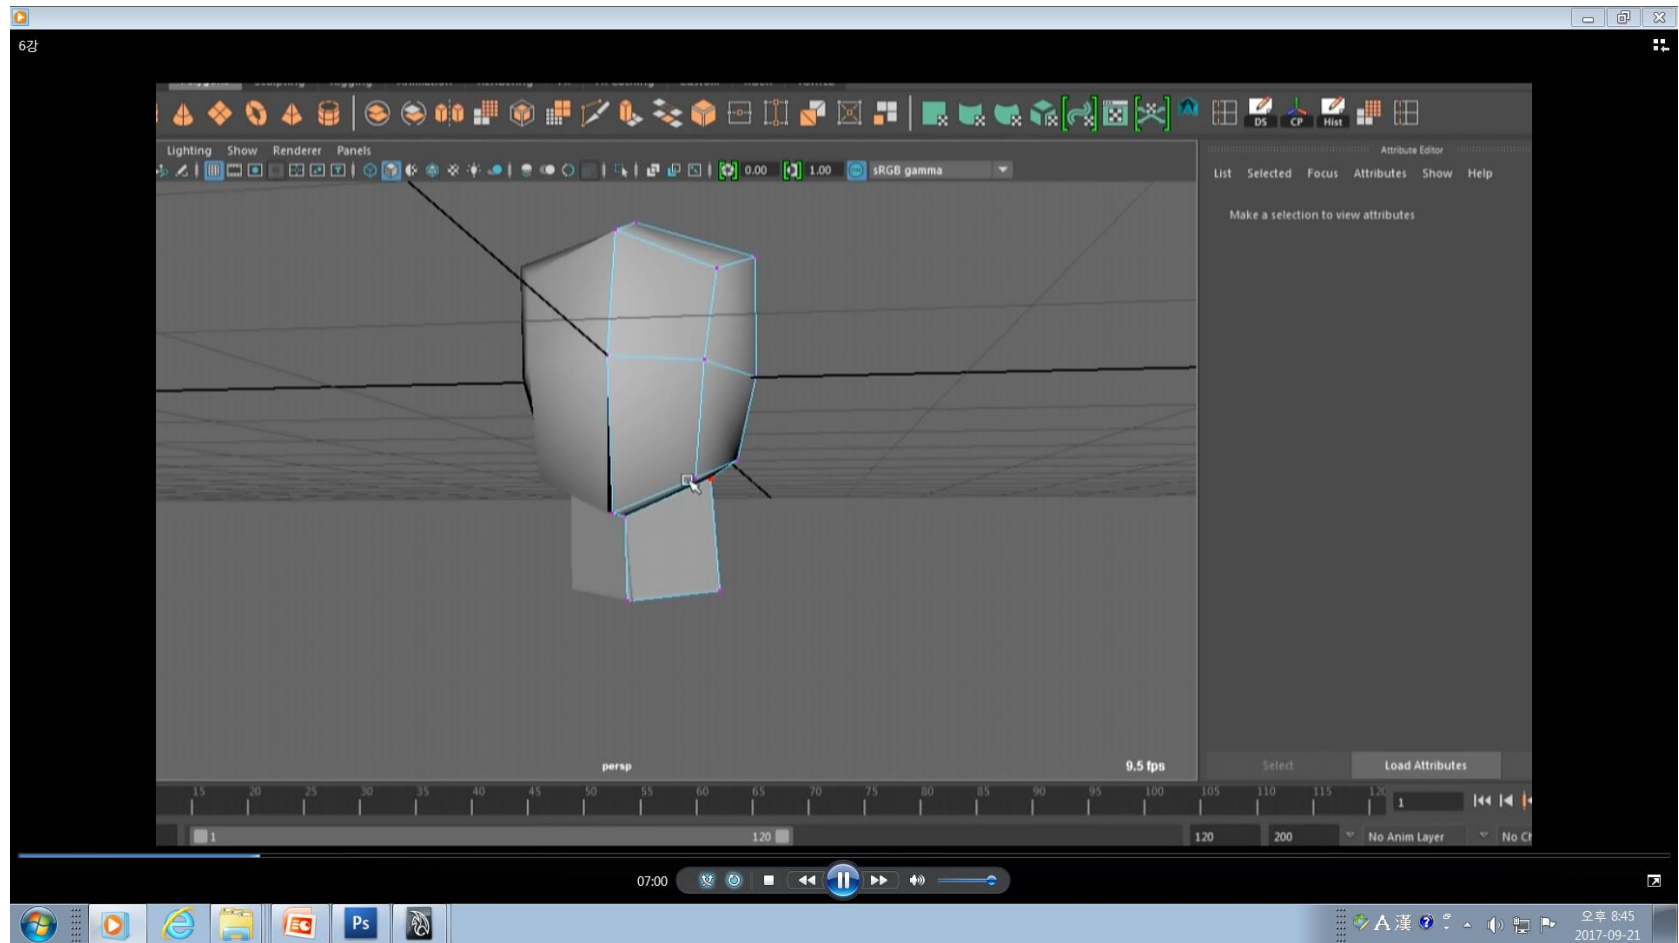 6강
DS CP Hist
Lighting Show Renderer Panels
0.00 1.00 sRGB gamma
Attribute Editor
List Selected Focus Attributes Show Help
Make a selection to view attributes
persp
9.5 fps
Select
Load Attributes
15 20 25 30 35 40 45 50 55 60 65 70 75 80 85 90 95 100 105 110 115 120
1
1 120 120 200 No Anim Layer
07:00
Ps
A 漢
오후 8:45
2017-09-21